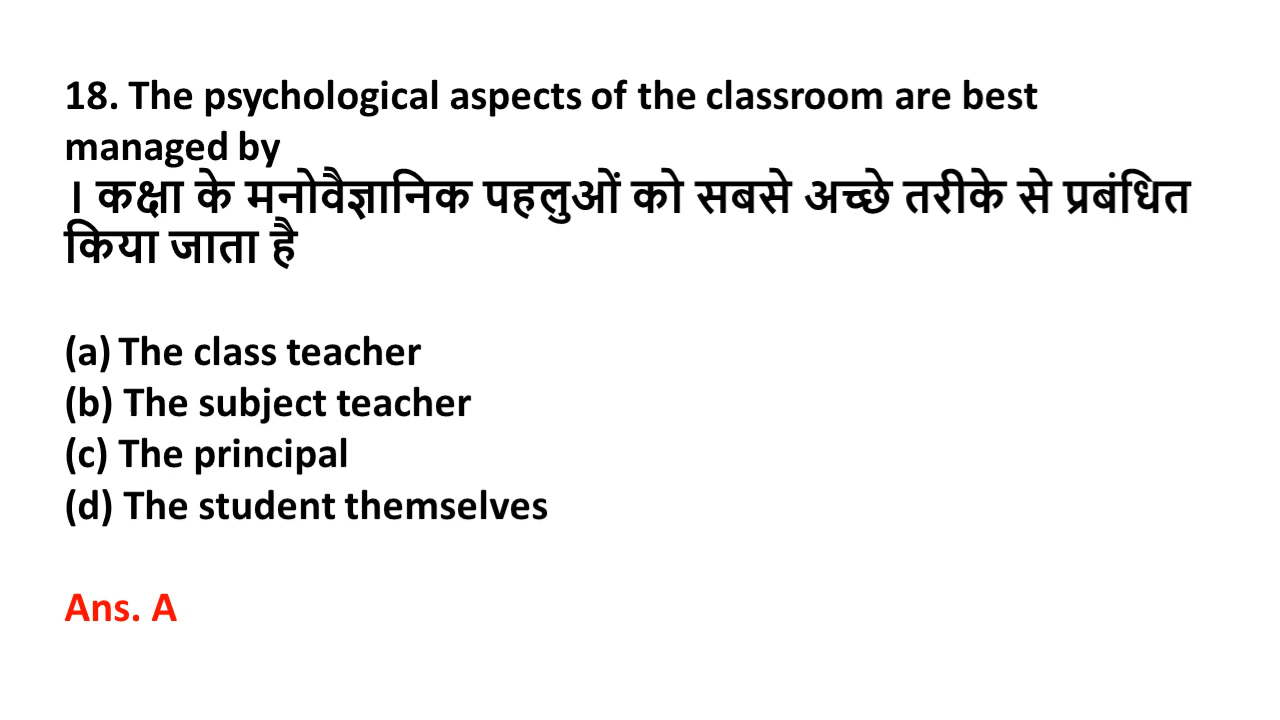 18. The psychological aspects of the classroom are best
managed by
। कक्षा के मनोवैज्ञानिक पहलुओं को सबसे अच्छे तरीके से प्रबंधित
किया जाता है
(a) The class teacher
(b) The subject teacher
(c) The principal
(d) The student themselves
Ans. A